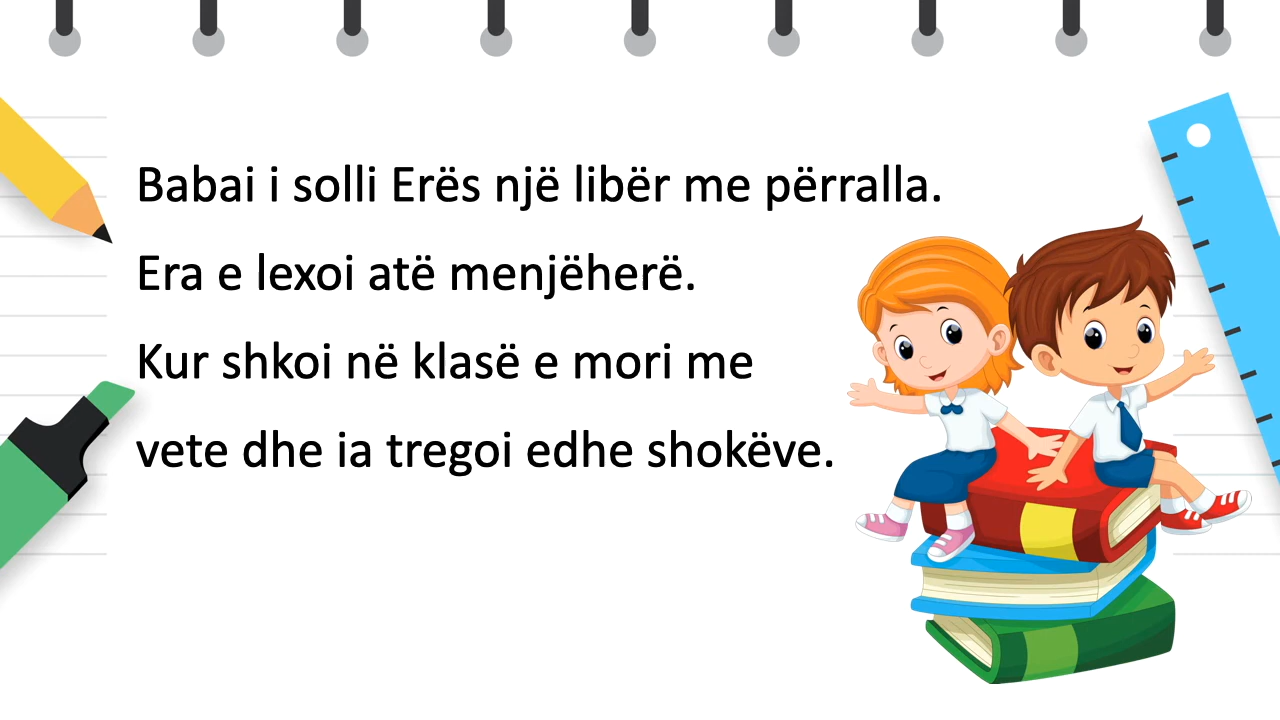 Babai i solli Erës një libër me përralla.
Era e lexoi atë menjëherë.
Kur shkoi në klasë e mori me
vete dhe ia tregoi edhe shokëve.